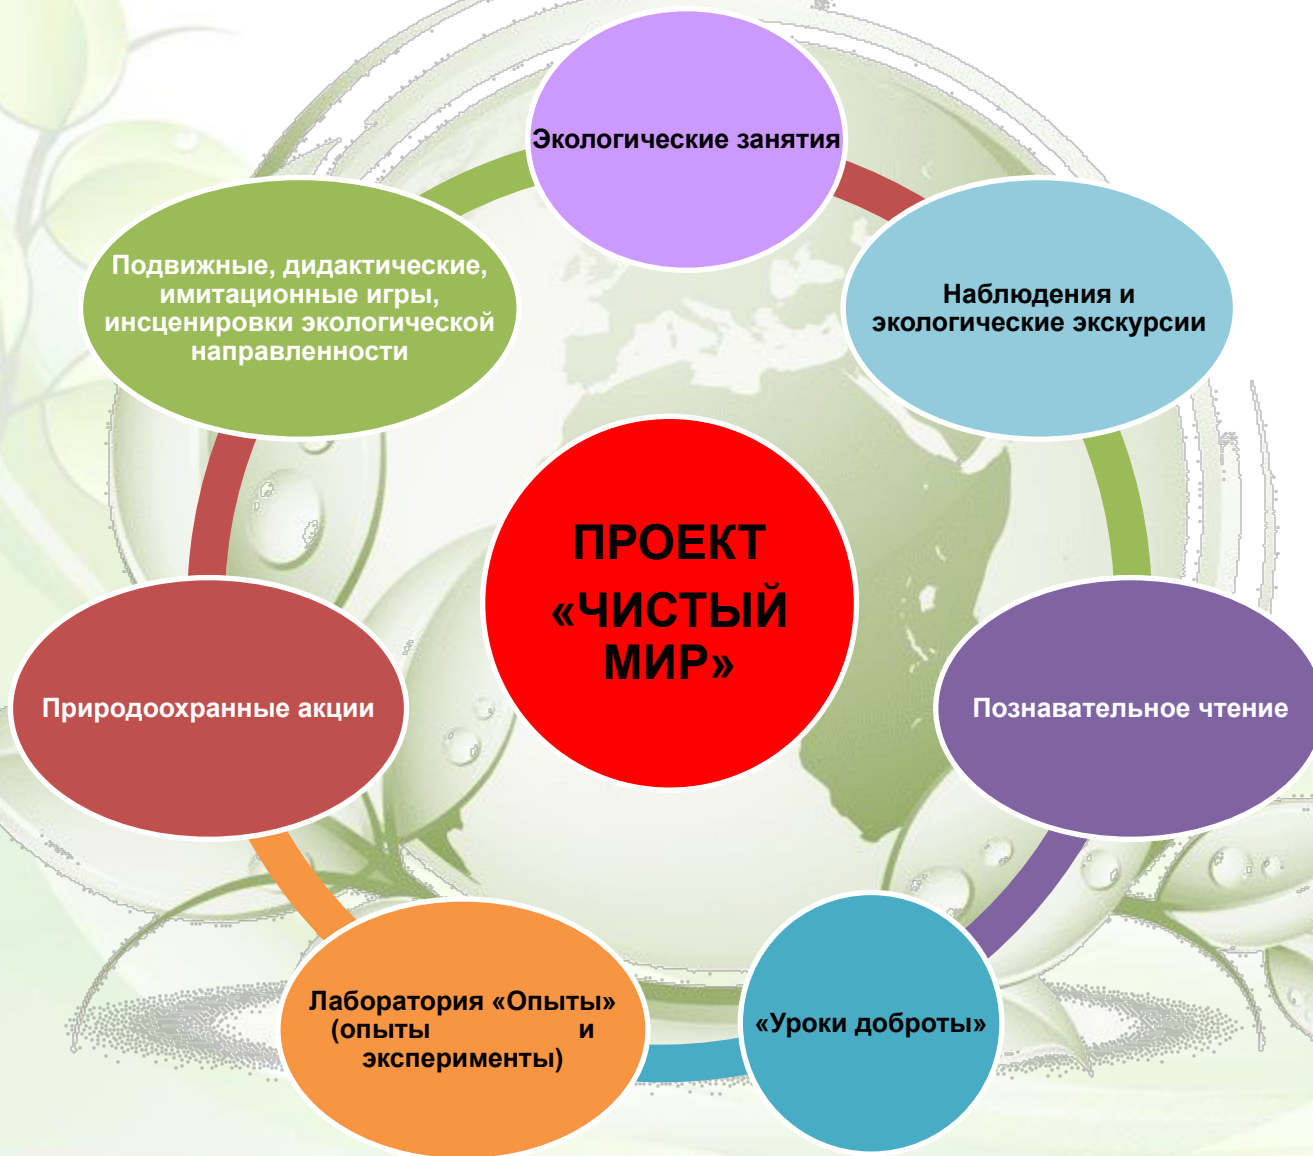 Экологические занятия
Наблюдения и
экологические экскурсии
Познавательное чтение
«Уроки доброты»
Лаборатория «Опыты»
(опыты и
эксперименты)
Природоохранные акции
Подвижные, дидактические,
имитационные игры,
инсценировки экологической
направленности
ПРОЕКТ
«ЧИСТЫЙ
МИР»